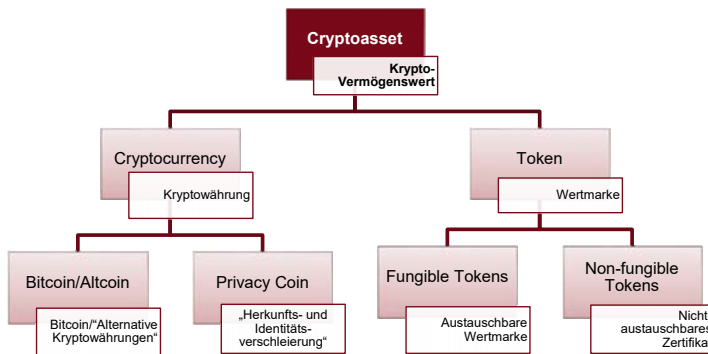 Cryptoasset
Krypto-
Vermögenswert
Cryptocurrency
Kryptowährung
Token
Wertmarke
Bitcoin/Altcoin
Bitcoin/“Alternative
Kryptowährungen“
Privacy Coin
„Herkunfts- und
Identitäts-
verschleierung“
Fungible Tokens
Austauschbare
Wertmarke
Non-fungible
Tokens
Nicht
austauschbares
Zertifika